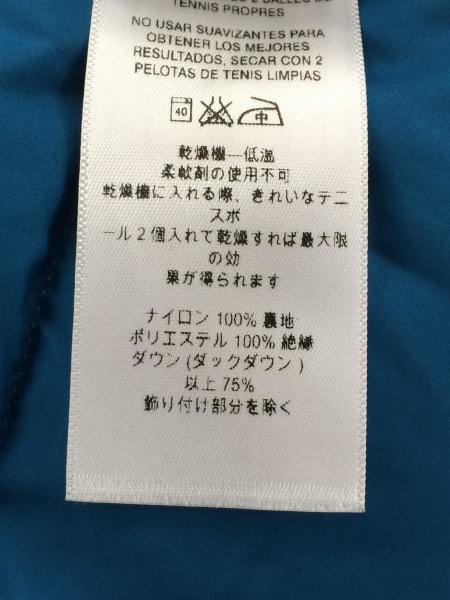 TENNIS PROPRES
NO USAR SUAVIZANTES PARA
OBTENER LOS MEJORES
RESULTADOS, SECAR CON 2
PELOTAS DE TENIS LIMPIAS
40 中
乾燥機—低温
柔軟剤の使用不可
乾燥機に入れる際、きれいなテニ
スボ
ール2個入れて乾燥すれば最大限
の効
果が得られます
ナイロン 100% 裏地
ポリエステル 100% 絶縁
ダウン (ダックダウン )
以上 75%
飾り付け部分を除く